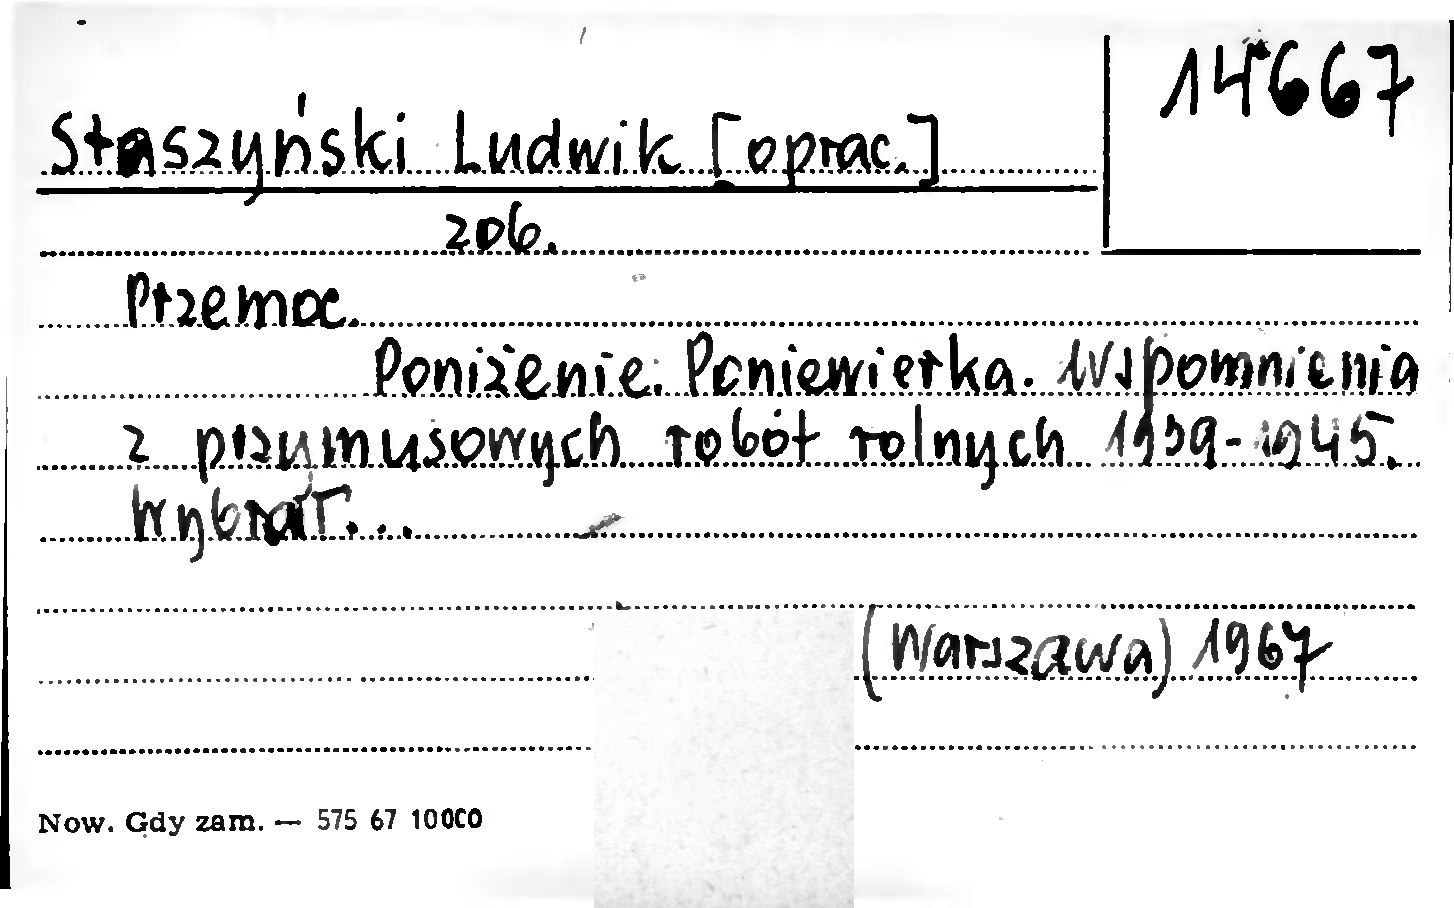 14667
Staszyński Ludwik [oprac.]
206.
Przemoc.
Poniżenie. Poniewierka. Wspomnienia
z przymusowych robót rolnych 1939-1945.
Wybrał...
(Warszawa) 1967
Now. Gdy zam. — 575 67 10000